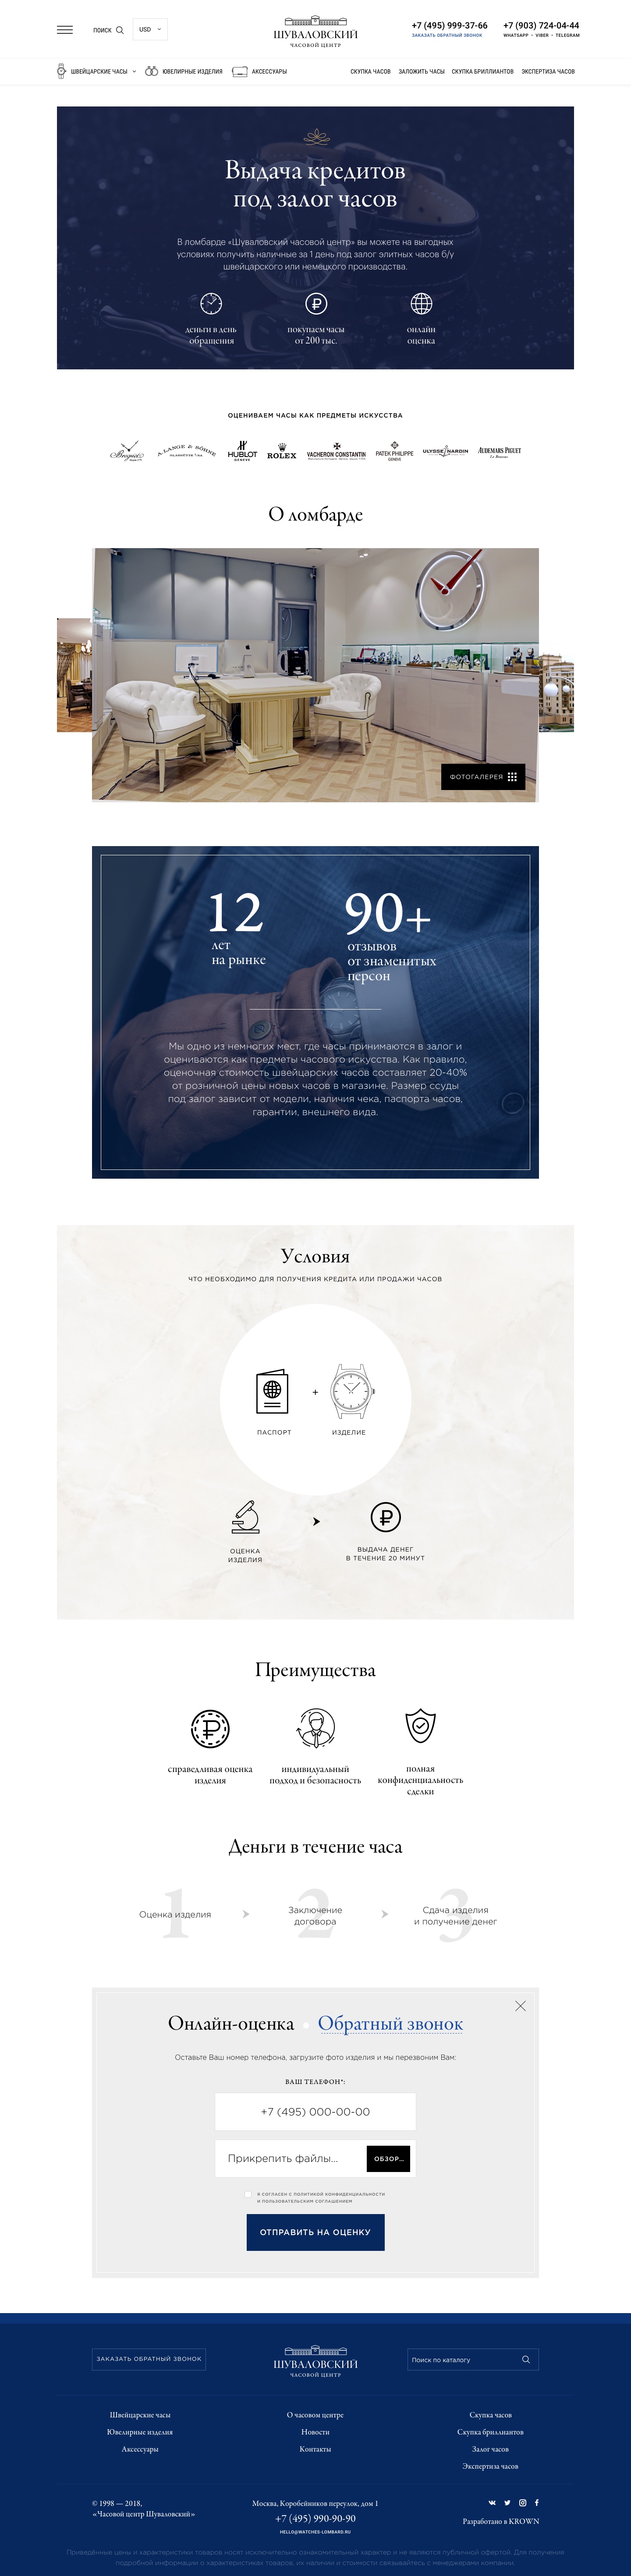 ПОИСК
USD
ШУВАЛОВСКИЙ
ЧАСОВОЙ ЦЕНТР
+7 (495) 999-37-66
ЗАКАЗАТЬ ОБРАТНЫЙ ЗВОНОК
+7 (903) 724-04-44
WHATSAPP • VIBER • TELEGRAM
ШВЕЙЦАРСКИЕ ЧАСЫ
ЮВЕЛИРНЫЕ ИЗДЕЛИЯ
АКСЕССУАРЫ
СКУПКА ЧАСОВ
ЗАЛОЖИТЬ ЧАСЫ
СКУПКА БРИЛЛИАНТОВ
ЭКСПЕРТИЗА ЧАСОВ
Выдача кредитов
под залог часов
В ломбарде «Шуваловский часовой центр» вы можете на выгодных
условиях получить наличные за 1 день под залог элитных часов б/у
швейцарского или немецкого производства.
деньги в день
обращения
покупаем часы
от 200 тыс.
онлайн
оценка
ОЦЕНИВАЕМ ЧАСЫ КАК ПРЕДМЕТЫ ИСКУССТВА
Breguet
A. LANGE & SÖHNE
GLASHÜTTE I/SA
HUBLOT
GENEVE
ROLEX
VACHERON CONSTANTIN
PATEK PHILIPPE
GENEVE
ULYSSE NARDIN
AUDEMARS PIGUET
Le Brassus
О ломбарде
ФОТОГАЛЕРЕЯ
12
лет
на рынке
90+
отзывов
от знаменитых
персон
Мы одно из немногих мест, где часы принимаются в залог и
оцениваются как предметы часового искусства. Как правило,
оценочная стоимость швейцарских часов составляет 20-40%
от розничной цены новых часов в магазине. Размер ссуды
под залог зависит от модели, наличия чека, паспорта часов,
гарантии, внешнего вида.
Условия
ЧТО НЕОБХОДИМО ДЛЯ ПОЛУЧЕНИЯ КРЕДИТА ИЛИ ПРОДАЖИ ЧАСОВ
+
ПАСПОРТ
ИЗДЕЛИЕ
ОЦЕНКА
ИЗДЕЛИЯ
ВЫДАЧА ДЕНЕГ
В ТЕЧЕНИЕ 20 МИНУТ
Преимущества
справедливая оценка
изделия
индивидуальный
подход и безопасность
полная
конфиденциальность
сделки
Деньги в течение часа
1
Оценка изделия
2
Заключение
договора
3
Сдача изделия
и получение денег
Онлайн-оценка
Обратный звонок
Оставьте Ваш номер телефона, загрузите фото изделия и мы перезвоним Вам:
ВАШ ТЕЛЕФОН*:
+7 (495) 000-00-00
Прикрепить файлы...
ОБЗОР...
Я СОГЛАСЕН С ПОЛИТИКОЙ КОНФИДЕНЦИАЛЬНОСТИ
И ПОЛЬЗОВАТЕЛЬСКИМ СОГЛАШЕНИЕМ
ОТПРАВИТЬ НА ОЦЕНКУ
ЗАКАЗАТЬ ОБРАТНЫЙ ЗВОНОК
ШУВАЛОВСКИЙ
ЧАСОВОЙ ЦЕНТР
Поиск по каталогу
Швейцарские часы
Ювелирные изделия
Аксессуары
О часовом центре
Новости
Контакты
Скупка часов
Скупка бриллиантов
Залог часов
Экспертиза часов
© 1998 — 2018,
«Часовой центр Шуваловский»
Москва, Коробейников переулок, дом 1
+7 (495) 990-90-90
HELLO@WATCHES-LOMBARD.RU
Разработано в KROWN
Приведённые цены и характеристики товаров носят исключительно ознакомительный характер и не являются публичной офертой. Для получения
подробной информации о характеристиках товаров, их наличии и стоимости связывайтесь с менеджерами компании.